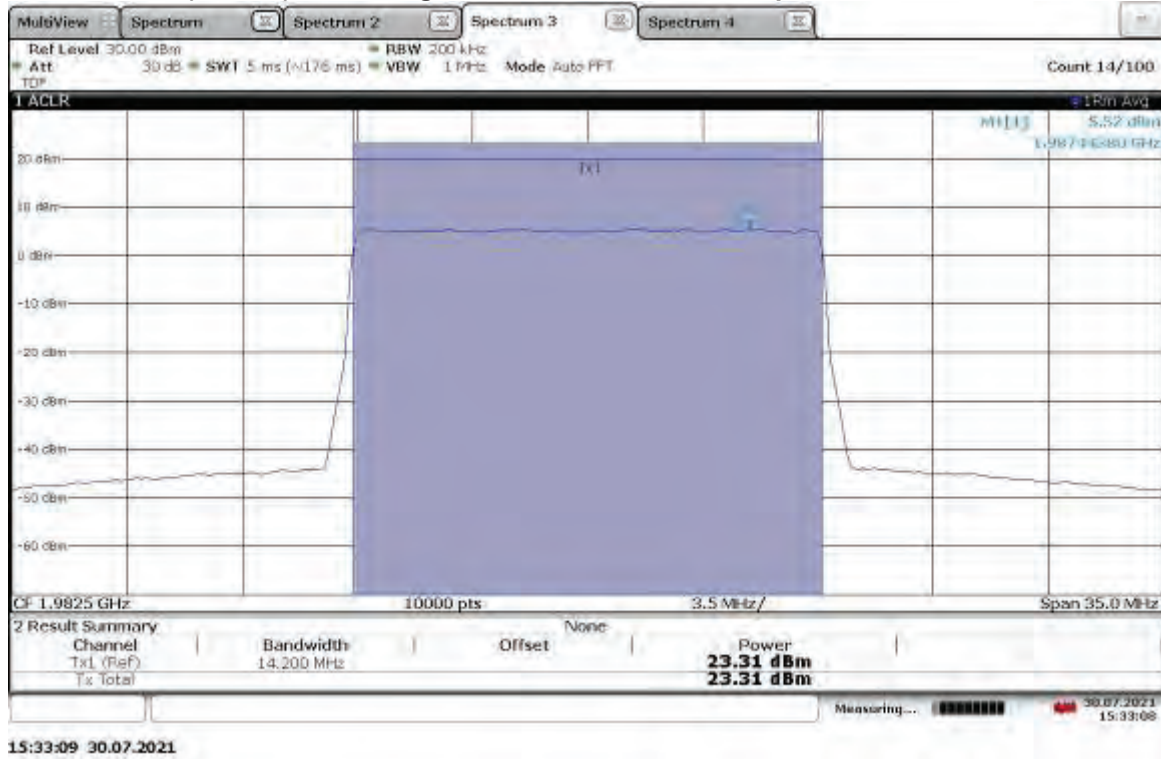 MultiView Spectrum Spectrum 2 Spectrum 3 Spectrum 4
Ref Level 30.00 dBm RBW 200 kHz
Att 30 dB SWT 5 ms (~176 ms) VBW 1 MHz Mode Auto FFT Count 14/100
TDF
1 ACLR 1Rm Avg
M1[1] 5.52 dBm
GHz
20 dBm
Tx1
10 dBm
0 dBm
-10 dBm
-20 dBm
-30 dBm
-40 dBm
-50 dBm
-60 dBm
CF 1.9825 GHz 10000 pts 3.5 MHz/ Span 35.0 MHz
2 Result Summary None
Channel Bandwidth Offset Power
Tx1 (Ref) 14.200 MHz 23.31 dBm
Tx Total 23.31 dBm
Measuring... 30.07.2021
15:33:08
15:33:09 30.07.2021